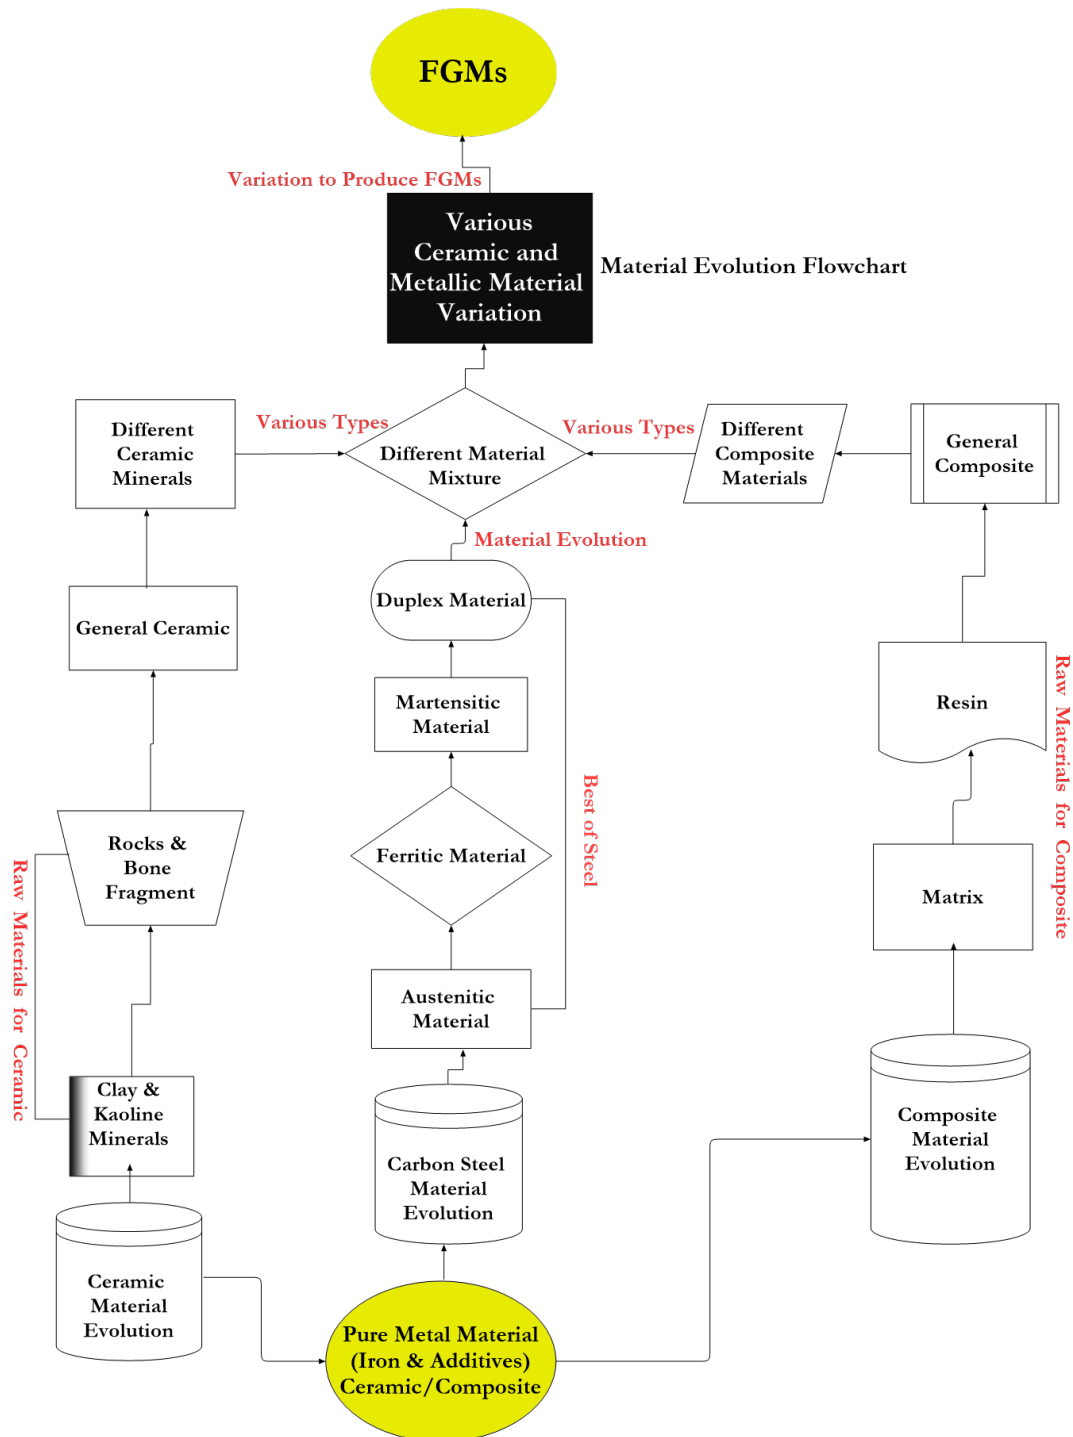 FGMs
Variation to Produce FGMs
Various
Ceramic and
Metallic Material
Variation
Material Evolution Flowchart
Different
Ceramic
Minerals
Various Types
Different Material
Mixture
Various Types
Different
Composite
Materials
General
Composite
Material Evolution
Duplex Material
General Ceramic
Martensitic
Material
Resin
Raw Materials for Composite
Best of Steel
Rocks &
Bone
Fragment
Ferritic Material
Matrix
Raw Materials for Ceramic
Austenitic
Material
Clay &
Kaoline
Minerals
Carbon Steel
Material
Evolution
Composite
Material
Evolution
Ceramic
Material
Evolution
Pure Metal Material
(Iron & Additives)
Ceramic/Composite